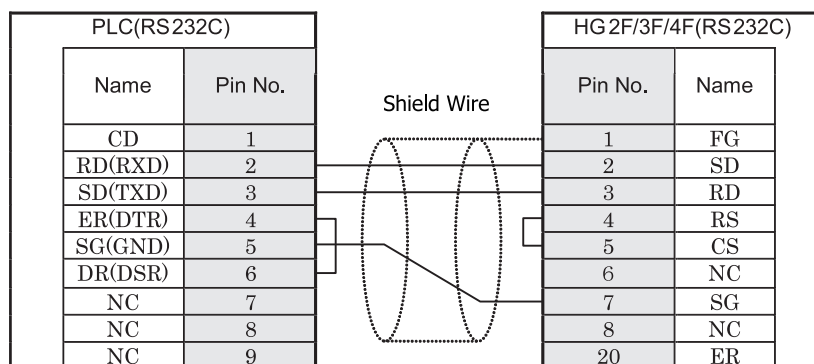 PLC(RS232C) HG2F/3F/4F(RS232C)
Name Pin No. Pin No. Name
Shield Wire
CD 1 1 FG
RD(RXD) 2 2 SD
SD(TXD) 3 3 RD
ER(DTR) 4 4 RS
SG(GND) 5 5 CS
DR(DSR) 6 6 NC
NC 7 7 SG
NC 8 8 NC
NC 9 20 ER